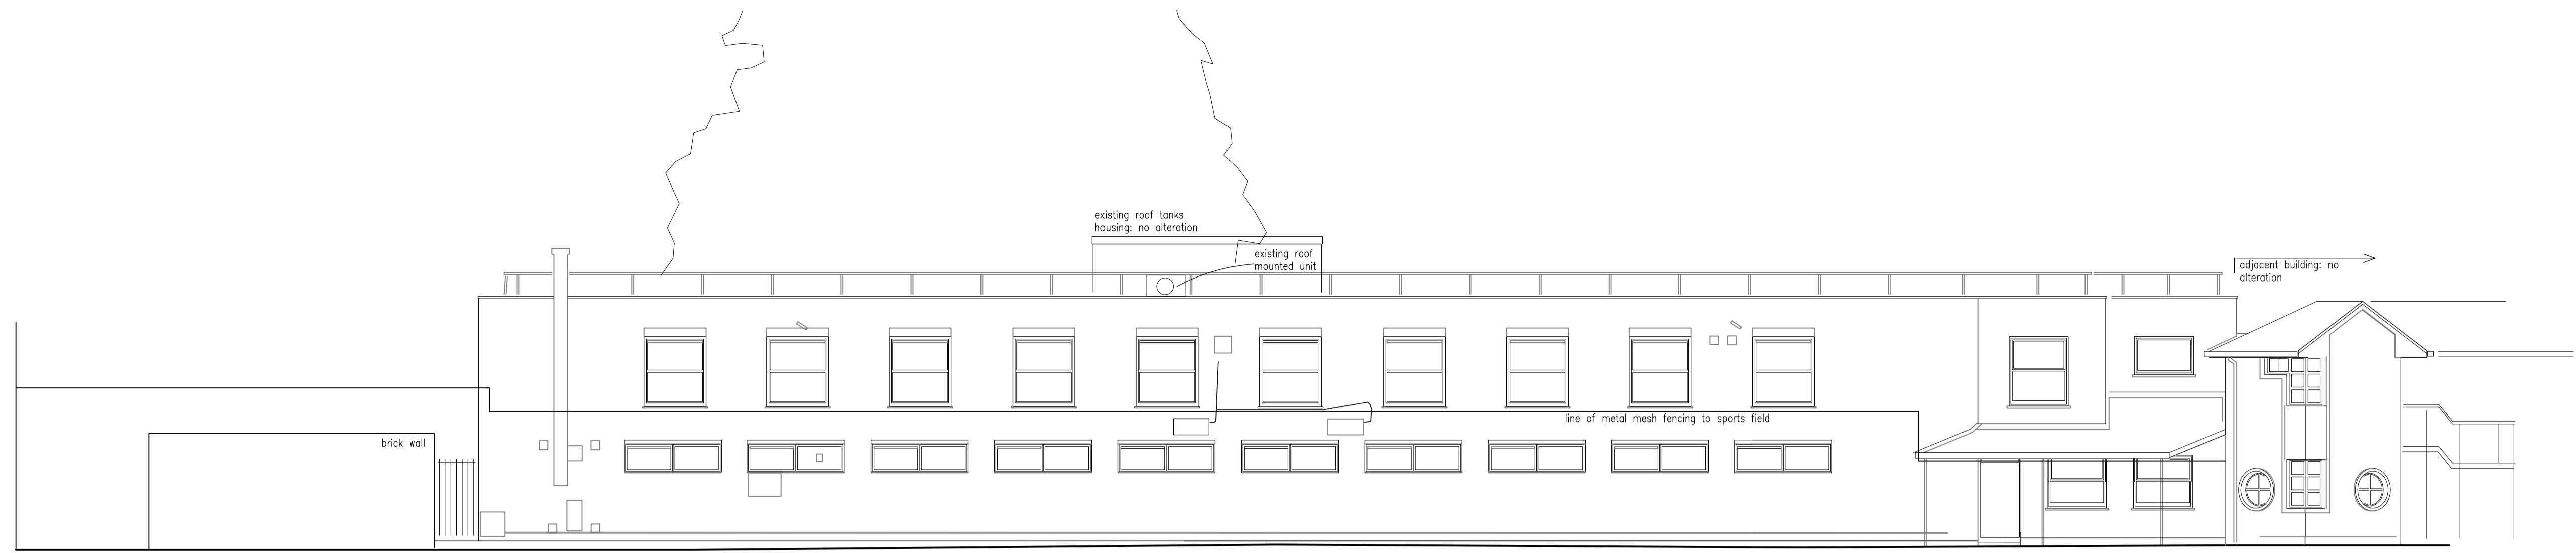 existing roof tanks
housing: no alteration
existing roof
mounted unit
adjacent building: no
alteration
line of metal mesh fencing to sports field
brick wall